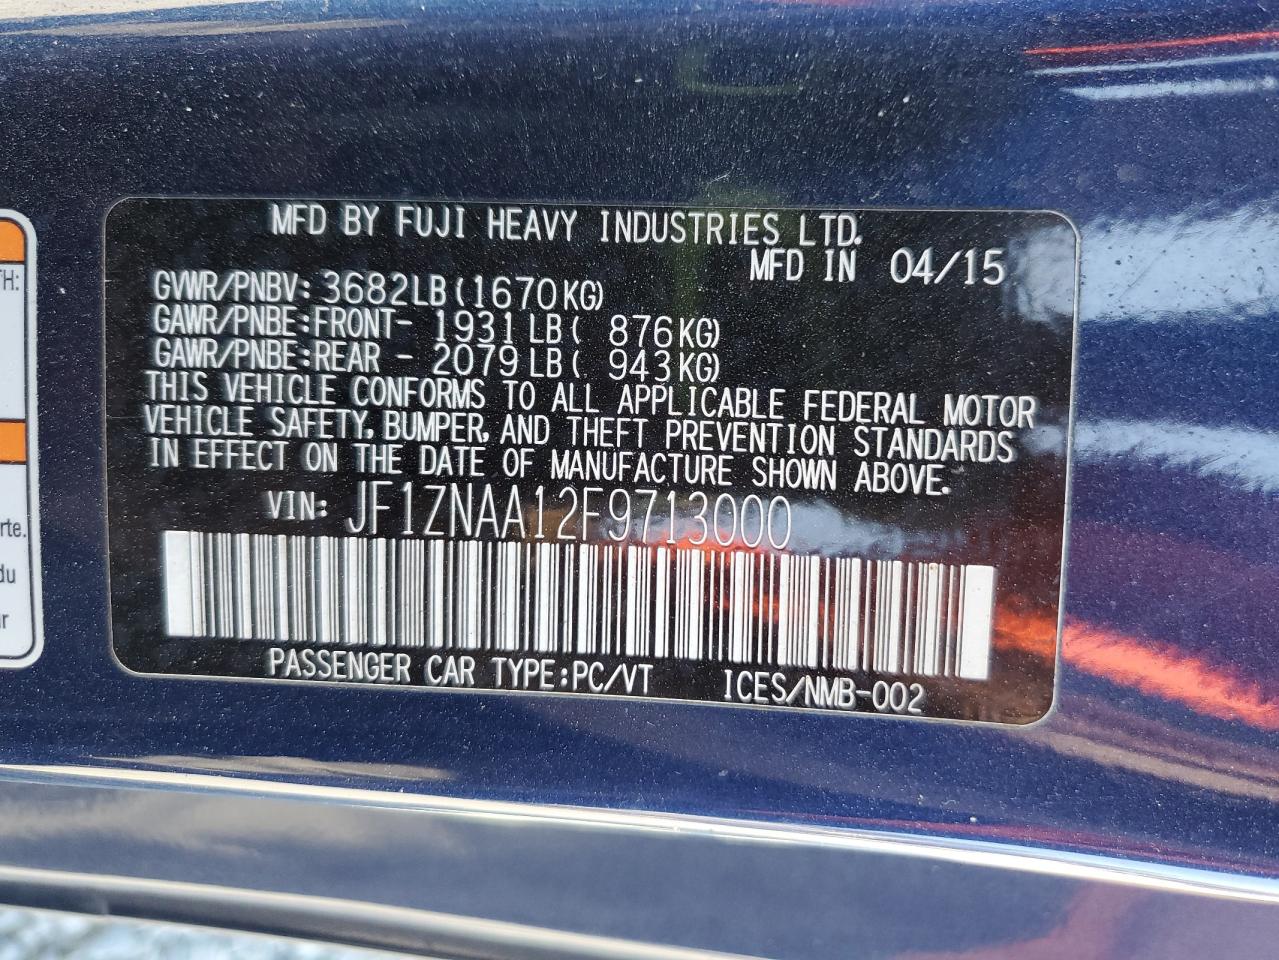 MFD BY FUJI HEAVY INDUSTRIES LTD.
MFD IN 04/15
GVWR/PNBV: 3682LB(1670KG)
GAWR/PNBE:FRONT- 1931LB( 876KG)
GAWR/PNBE:REAR - 2079LB( 943KG)
THIS VEHICLE CONFORMS TO ALL APPLICABLE FEDERAL MOTOR
VEHICLE SAFETY, BUMPER, AND THEFT PREVENTION STANDARDS
IN EFFECT ON THE DATE OF MANUFACTURE SHOWN ABOVE.
VIN: JF1ZNAA12F9713000
PASSENGER CAR TYPE:PC/VT ICES/NMB-002
TH:
rte.
du
r